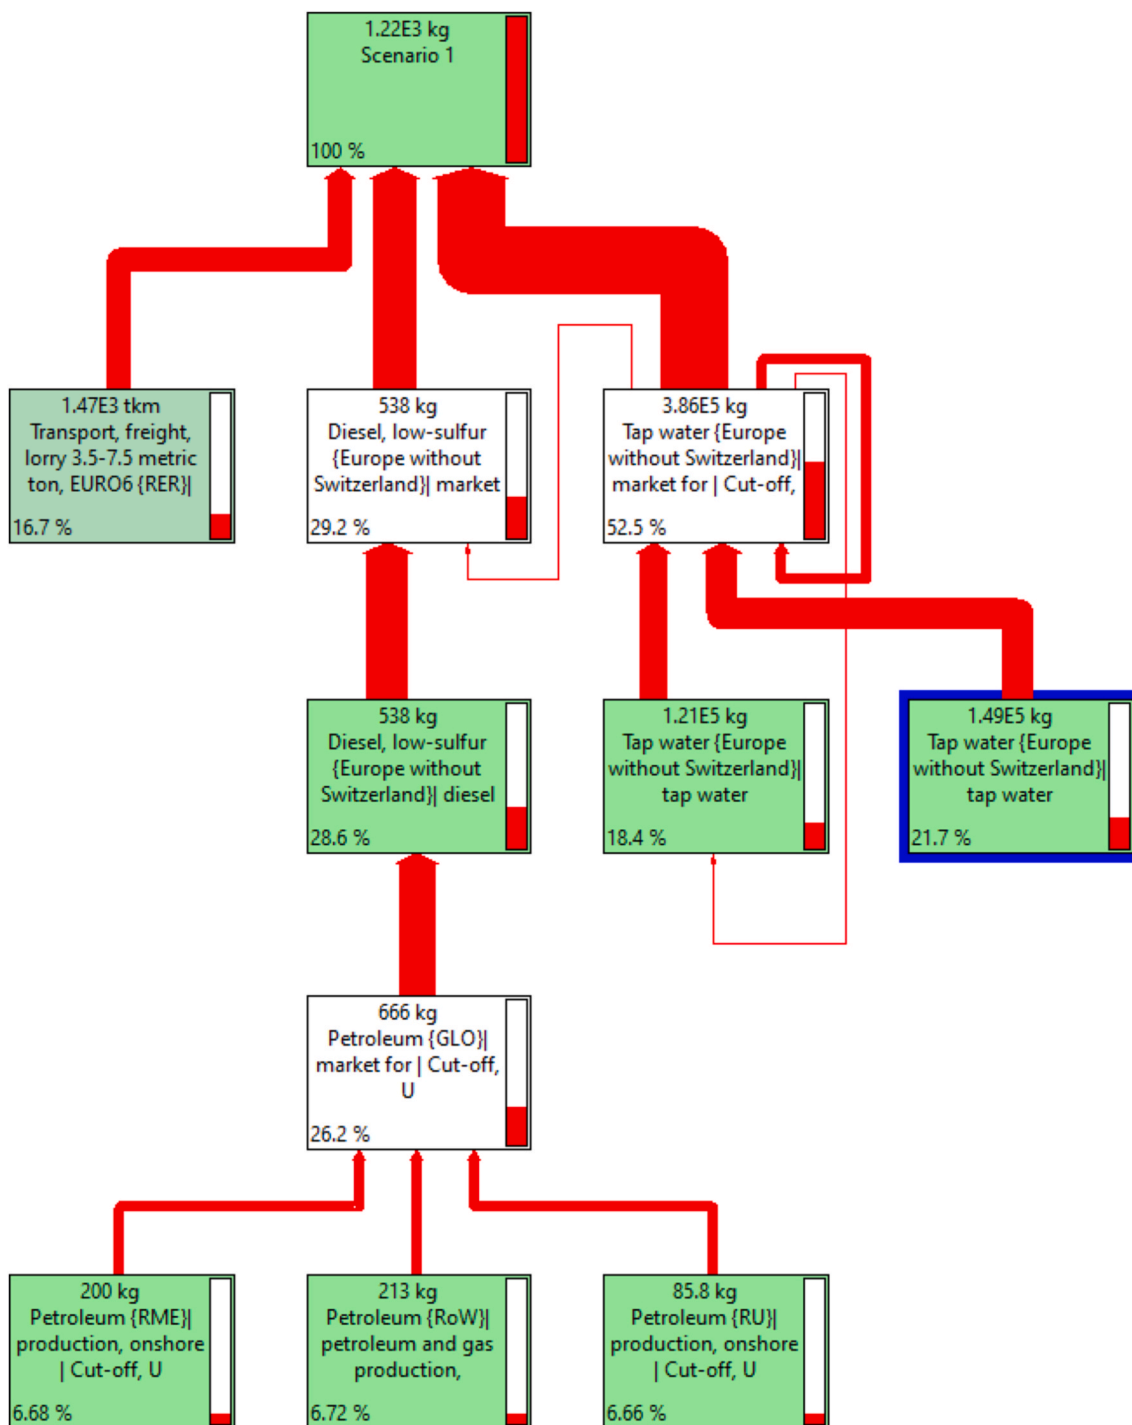 1.22E3 kg
Scenario 1
100 %
1.47E3 tkm
Transport, freight,
lorry 3.5-7.5 metric
ton, EURO6 {RER}|
16.7 %
538 kg
Diesel, low-sulfur
{Europe without
Switzerland}| market
29.2 %
3.86E5 kg
Tap water {Europe
without Switzerland}|
market for | Cut-off,
52.5 %
538 kg
Diesel, low-sulfur
{Europe without
Switzerland}| diesel
28.6 %
1.21E5 kg
Tap water {Europe
without Switzerland}|
tap water
18.4 %
1.49E5 kg
Tap water {Europe
without Switzerland}|
tap water
21.7 %
666 kg
Petroleum {GLO}|
market for | Cut-off,
U
26.2 %
200 kg
Petroleum {RME}|
production, onshore
| Cut-off, U
6.68 %
213 kg
Petroleum {RoW}|
petroleum and gas
production,
6.72 %
85.8 kg
Petroleum {RU}|
production, onshore
| Cut-off, U
6.66 %